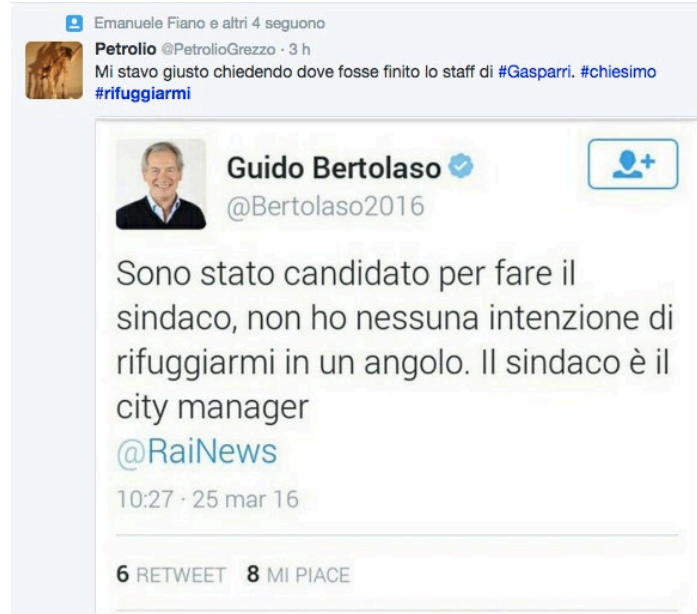 Emanuele Fiano e altri 4 seguono
Petrolio @PetrolioGrezzo · 3 h
Mi stavo giusto chiedendo dove fosse finito lo staff di #Gasparri. #chiesimo
#rifuggiarmi
Guido Bertolaso
@Bertolaso2016
Sono stato candidato per fare il
sindaco, non ho nessuna intenzione di
rifuggiarmi in un angolo. Il sindaco è il
city manager
@RaiNews
10:27 · 25 mar 16
6 RETWEET 8 MI PIACE